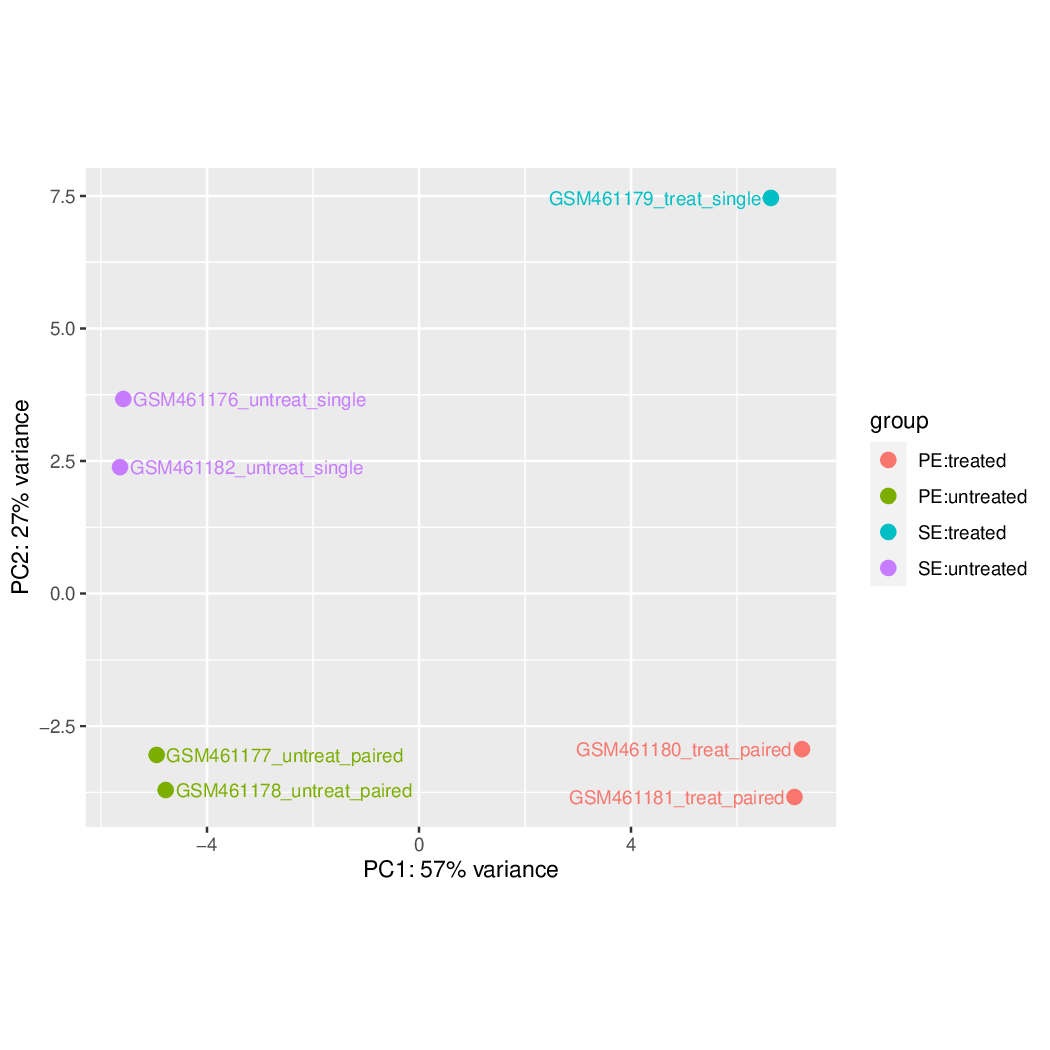 7.5
GSM461179_treat_single
5.0
GSM461176_untreat_single
2.5
GSM461182_untreat_single
0.0
−2.5
GSM461177_untreat_paired
GSM461180_treat_paired
GSM461178_untreat_paired
GSM461181_treat_paired
−4
0
4
PC1: 57% variance
PC2: 27% variance
group
PE:treated
PE:untreated
SE:treated
SE:untreated